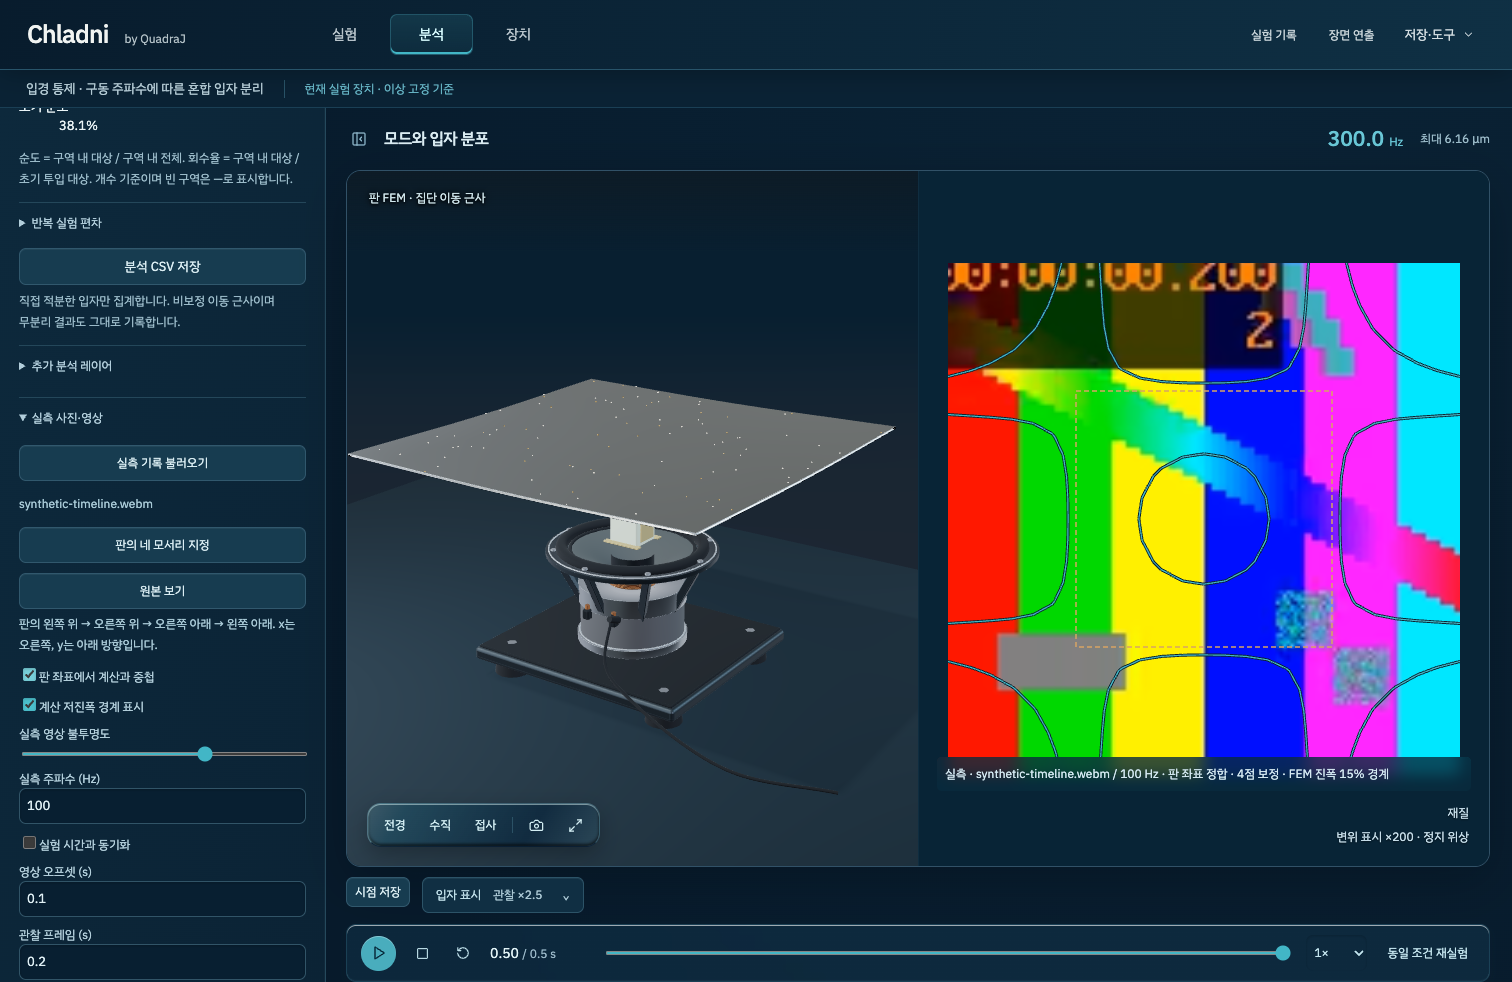 Chladni by QuadraJ
실험
분석
장치
실험 기록
장면 연출
저장·도구
입경 통제 · 구동 주파수에 따른 혼합 입자 분리
현재 실험 장치 · 이상 고정 기준
38.1%
순도 = 구역 내 대상 / 구역 내 전체. 회수율 = 구역 내 대상 /
초기 투입 대상. 개수 기준이며 빈 구역은 —로 표시합니다.
반복 실험 편차
분석 CSV 저장
직접 적분한 입자만 집계합니다. 비보정 이동 근사이며
무분리 결과도 그대로 기록합니다.
추가 분석 레이어
실측 사진·영상
실측 기록 불러오기
synthetic-timeline.webm
판의 네 모서리 지정
원본 보기
판의 왼쪽 위 → 오른쪽 위 → 오른쪽 아래 → 왼쪽 아래. x는
오른쪽, y는 아래 방향입니다.
판 좌표에서 계산과 중첩
계산 저진폭 경계 표시
실측 영상 불투명도
실측 주파수 (Hz)
100
실험 시간과 동기화
영상 오프셋 (s)
0.1
관찰 프레임 (s)
0.2
모드와 입자 분포
300.0 Hz
최대 6.16 μm
판 FEM · 집단 이동 근사
00:00:00.200
2
실측 · synthetic-timeline.webm / 100 Hz · 판 좌표 정합 · 4점 보정 · FEM 진폭 15% 경계
재질
변위 표시 ×200 · 정지 위상
전경
수직
접사
시점 저장
입자 표시 관찰 ×2.5
0.50 / 0.5 s
1×
동일 조건 재실험